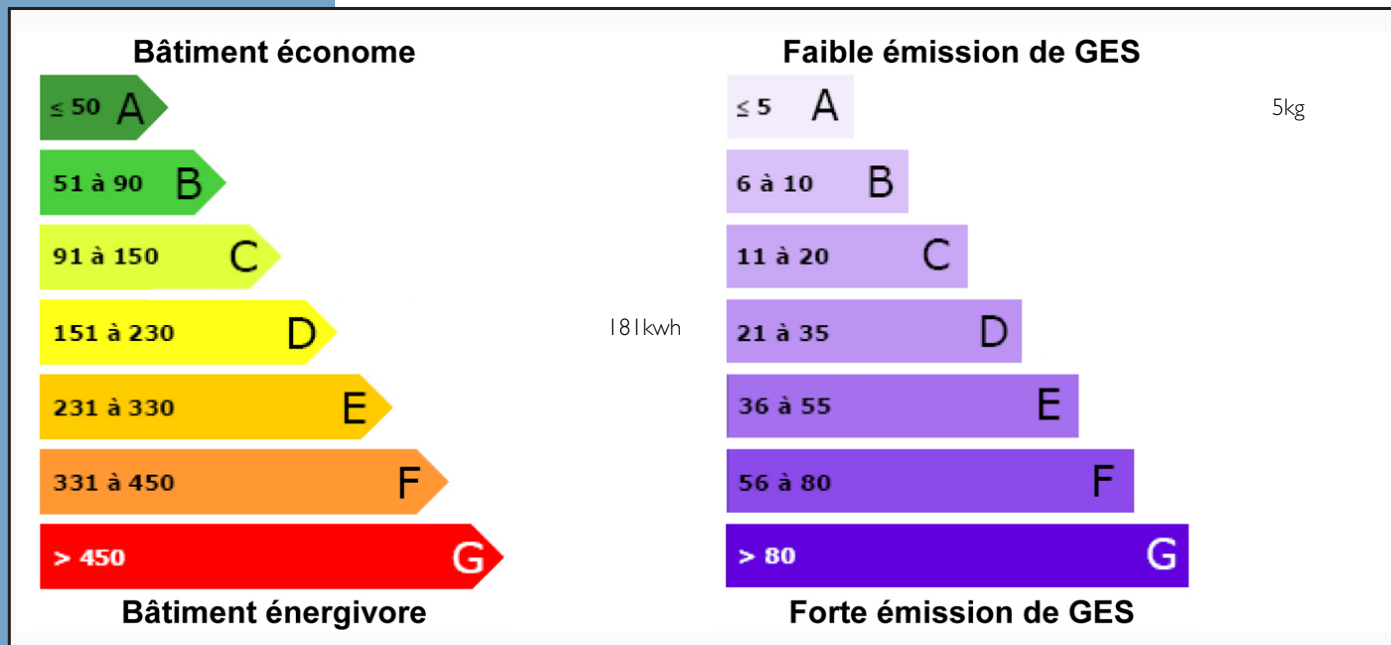 Bâtiment économe
≤ 50 A
51 à 90 B
91 à 150 C
151 à 230 D
181kwh
231 à 330 E
331 à 450 F
> 450 G
Bâtiment énergivore
Faible émission de GES
≤ 5 A
5kg
6 à 10 B
11 à 20 C
21 à 35 D
36 à 55 E
56 à 80 F
> 80 G
Forte émission de GES